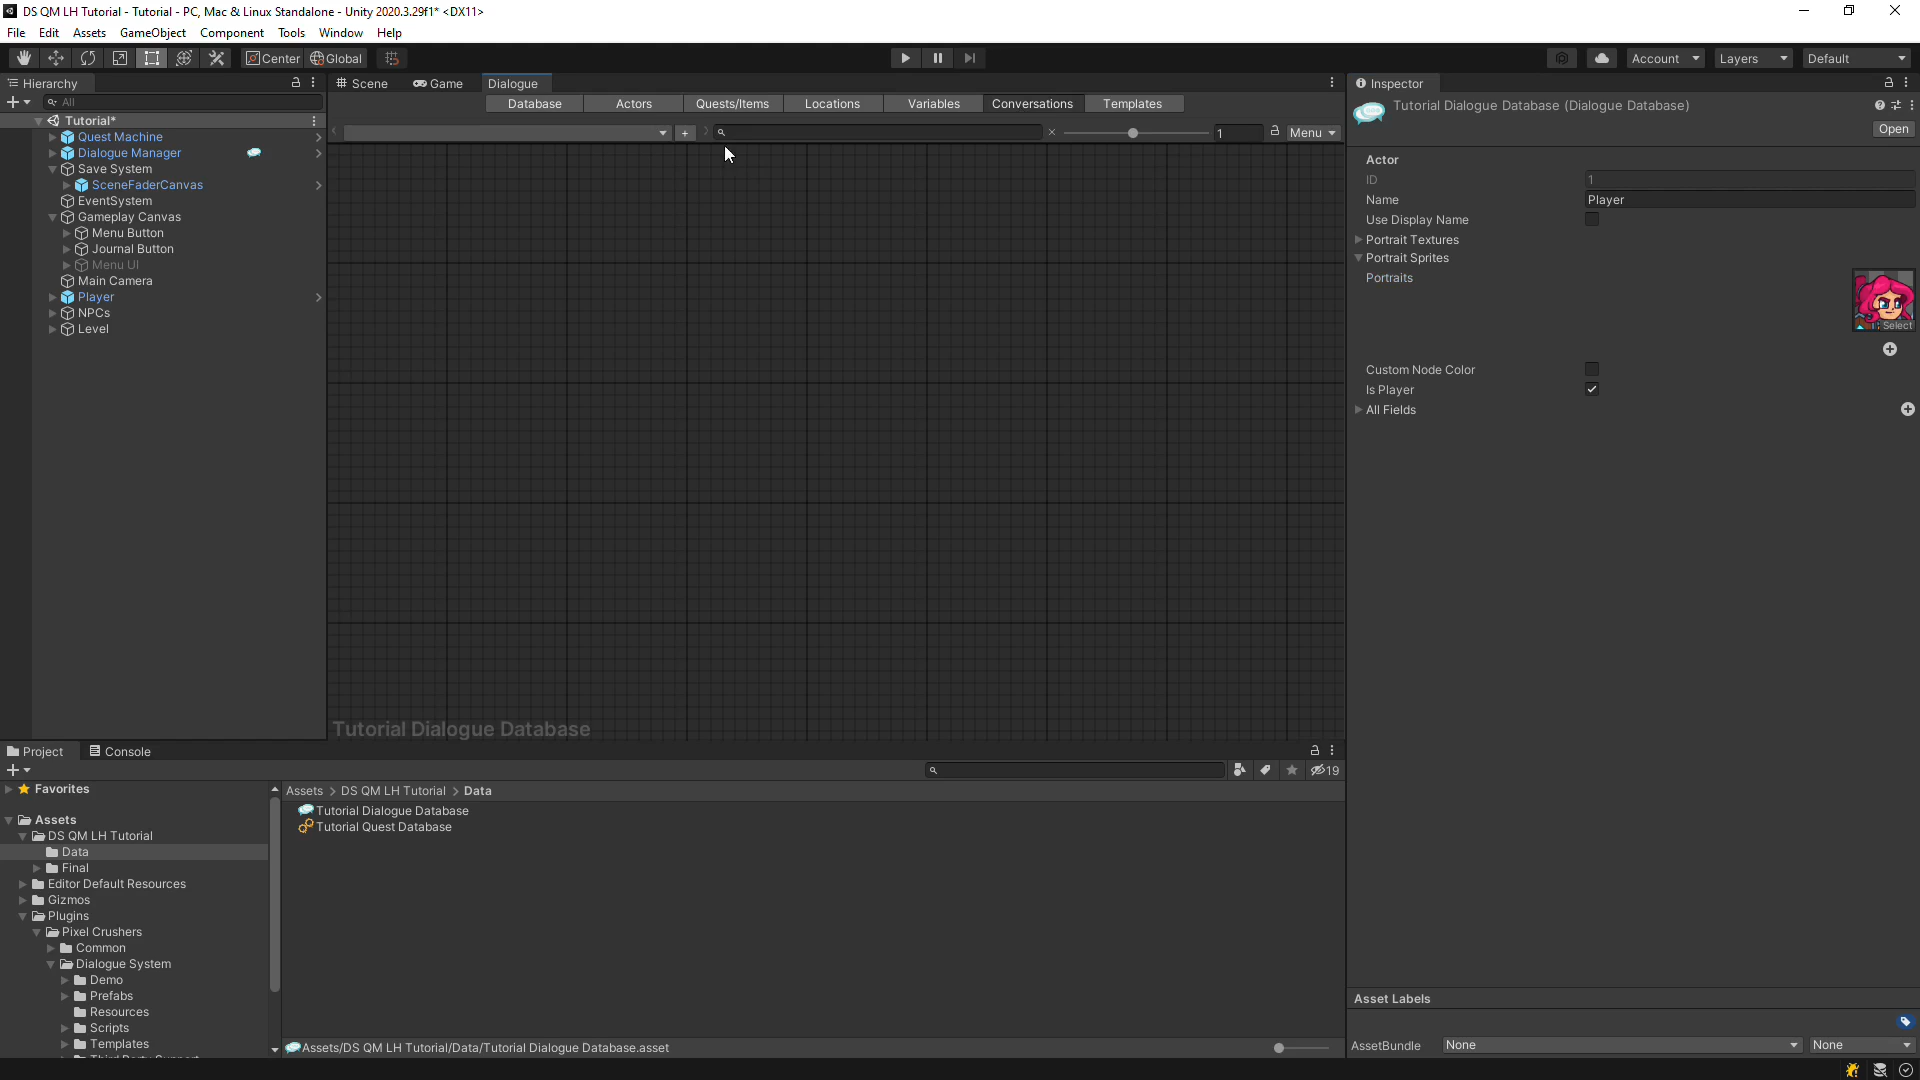 DS QM LH Tutorial - Tutorial - PC, Mac & Linux Standalone - Unity 2020.3.29f1* <DX11>
File Edit Assets GameObject Component Tools Window Help
Center Global Account Layers Default
Hierarchy
All
Tutorial*
Quest Machine
Dialogue Manager
Save System
SceneFaderCanvas
EventSystem
Gameplay Canvas
Menu Button
Journal Button
Menu UI
Main Camera
Player
NPCs
Level
Scene Game Dialogue
Database Actors Quests/Items Locations Variables Conversations Templates
+ 1 Menu
Tutorial Dialogue Database
Inspector
Tutorial Dialogue Database (Dialogue Database)
Open
Actor
ID 1
Name Player
Use Display Name
Portrait Textures
Portrait Sprites
Portraits
Select
Custom Node Color
Is Player
All Fields
Asset Labels
AssetBundle None None
Project Console
19
Favorites
Assets
DS QM LH Tutorial
Data
Final
Editor Default Resources
Gizmos
Plugins
Pixel Crushers
Common
Dialogue System
Demo
Prefabs
Resources
Scripts
Templates
Assets > DS QM LH Tutorial > Data
Tutorial Dialogue Database
Tutorial Quest Database
Assets/DS QM LH Tutorial/Data/Tutorial Dialogue Database.asset